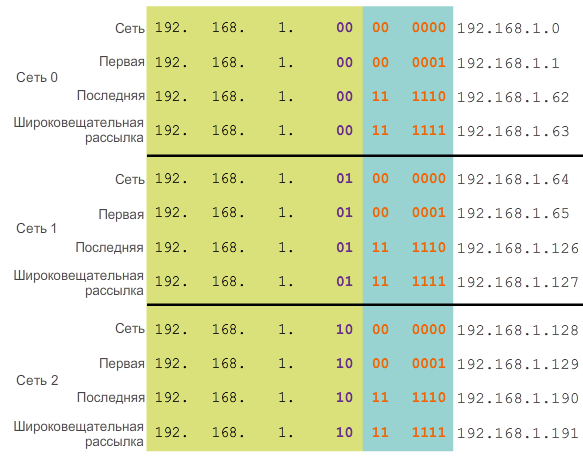 Сеть 192. 168. 1. 00 00 0000 192.168.1.0
Первая 192. 168. 1. 00 00 0001 192.168.1.1
Сеть 0
Последняя 192. 168. 1. 00 11 1110 192.168.1.62
Широковещательная
рассылка 192. 168. 1. 00 11 1111 192.168.1.63
Сеть 192. 168. 1. 01 00 0000 192.168.1.64
Первая 192. 168. 1. 01 00 0001 192.168.1.65
Сеть 1
Последняя 192. 168. 1. 01 11 1110 192.168.1.126
Широковещательная
рассылка 192. 168. 1. 01 11 1111 192.168.1.127
Сеть 192. 168. 1. 10 00 0000 192.168.1.128
Первая 192. 168. 1. 10 00 0001 192.168.1.129
Сеть 2
Последняя 192. 168. 1. 10 11 1110 192.168.1.190
Широковещательная
рассылка 192. 168. 1. 10 11 1111 192.168.1.191